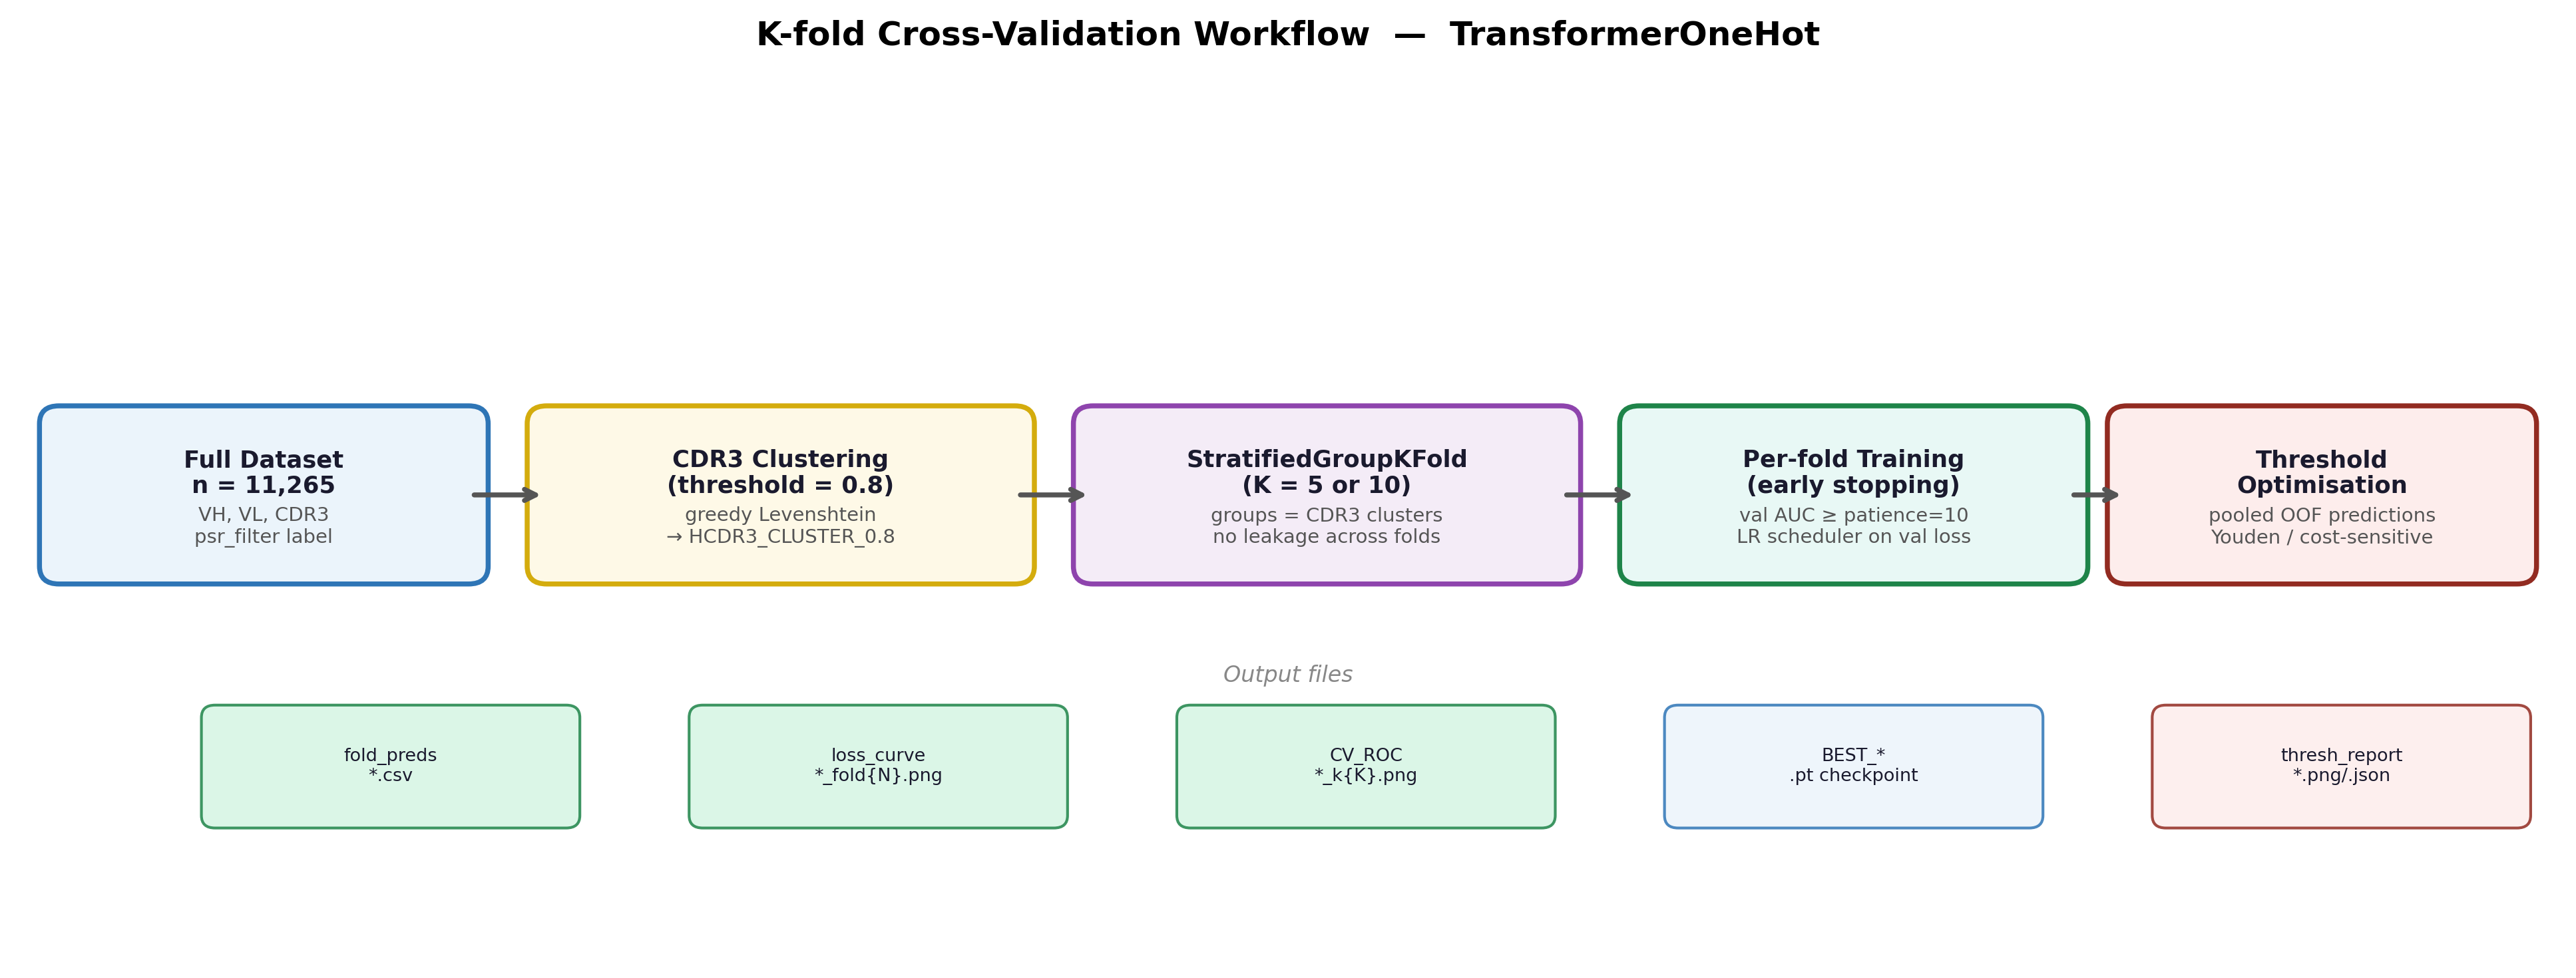 K-fold Cross-Validation Workflow — TransformerOneHot
Full Dataset
n = 11,265
VH, VL, CDR3
psr_filter label
CDR3 Clustering
(threshold = 0.8)
greedy Levenshtein
→ HCDR3_CLUSTER_0.8
StratifiedGroupKFold
(K = 5 or 10)
groups = CDR3 clusters
no leakage across folds
Per-fold Training
(early stopping)
val AUC ≥ patience=10
LR scheduler on val loss
Threshold
Optimisation
pooled OOF predictions
Youden / cost-sensitive
Output files
fold_preds
*.csv
loss_curve
*_fold{N}.png
CV_ROC
*_k{K}.png
BEST_*
.pt checkpoint
thresh_report
*.png/.json